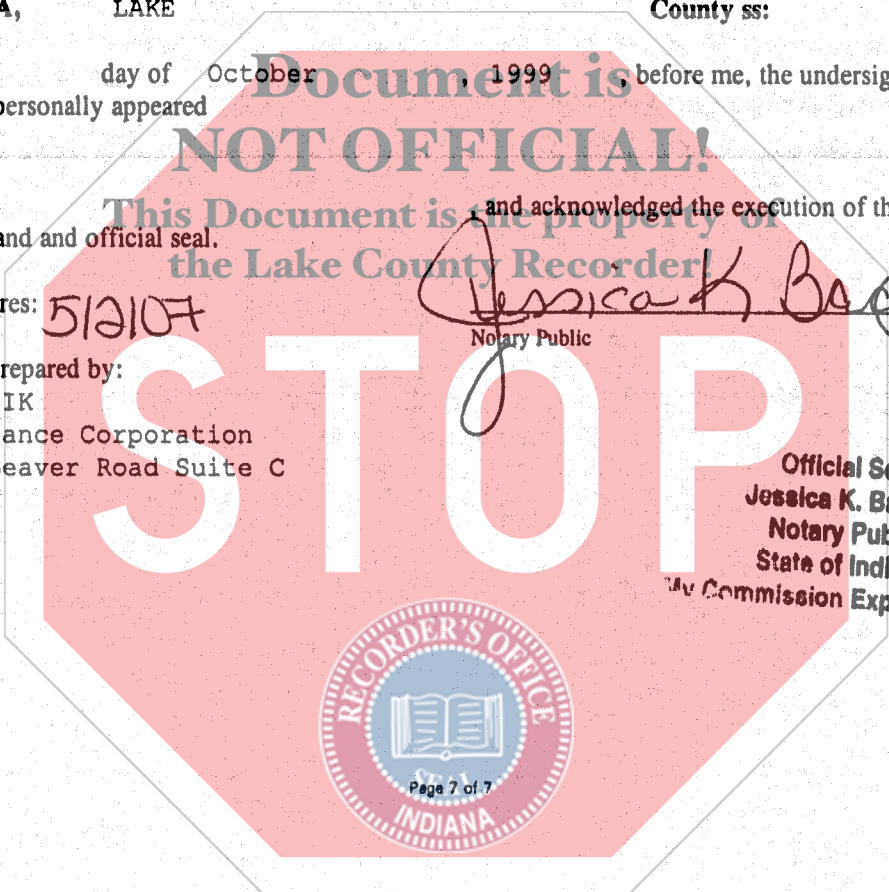 A, LAKE County ss:
Document is
day of October , 1999 , before me, the undersig
personally appeared
NOT OFFICIAL!
, and acknowledged the execution of th
This Document is the property of
and and official seal.
the Lake County Recorder!
res: 5/2/07 Jessica K Ba
Notary Public
repared by:
IK
ance Corporation
eaver Road Suite C
STOP
Official Se
Jessica K. Ba
Notary Pub
State of Indi
My Commission Exp
RECORDER'S OFFICE
SEAL
Page 7 of 7
INDIANA